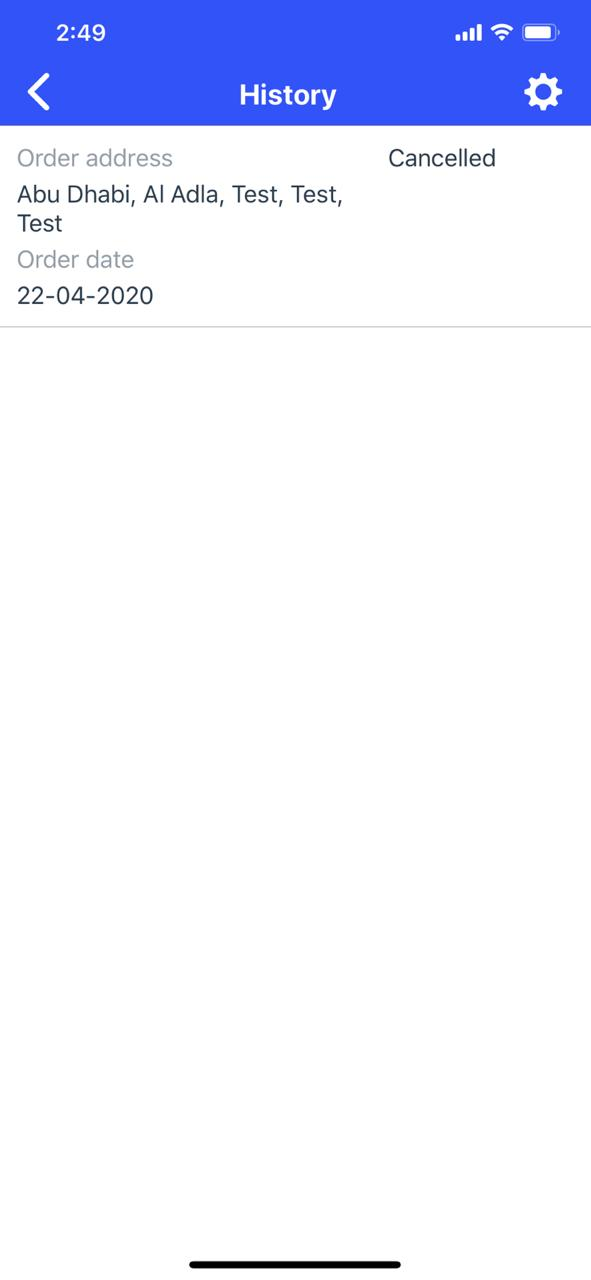 2:49
History
Order address
Cancelled
Abu Dhabi, Al Adla, Test, Test,
Test
Order date
22-04-2020